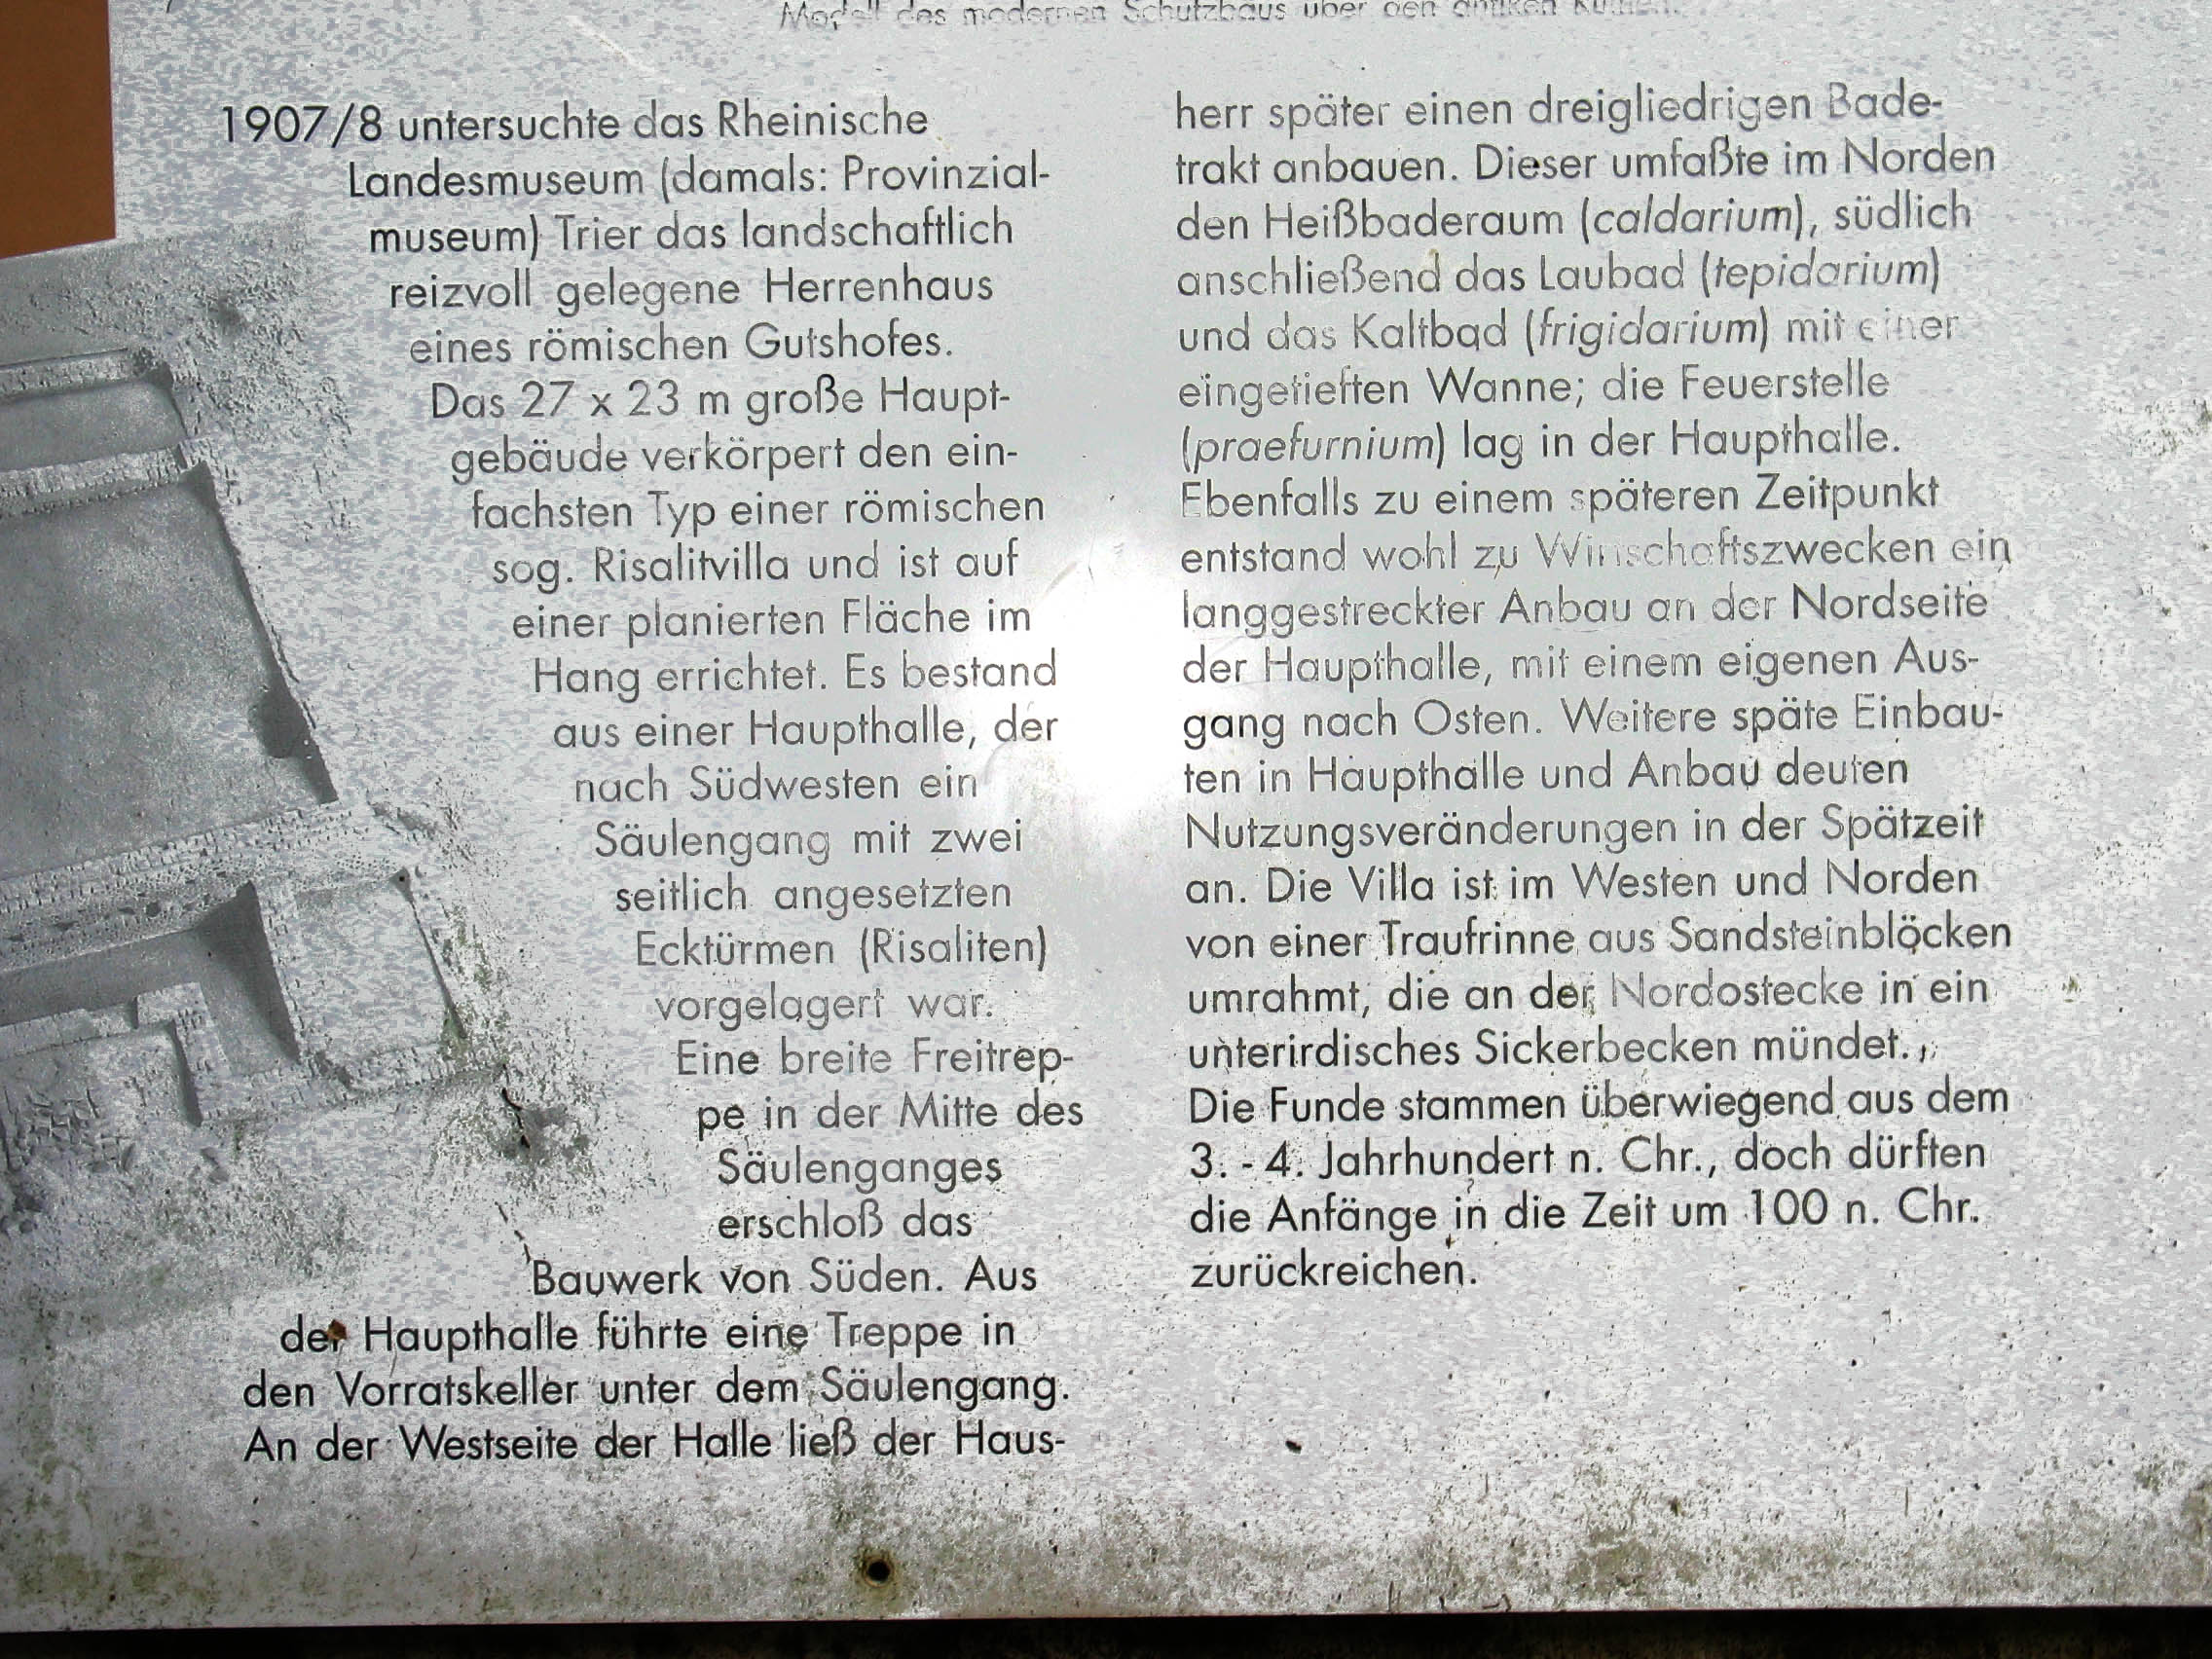 Modell des modernen Schutzbaus über den antiken Ruinen.
1907/8 untersuchte das Rheinische
Landesmuseum (damals: Provinzial-
museum) Trier das landschaftlich
reizvoll gelegene Herrenhaus
eines römischen Gutshofes.
Das 27 x 23 m große Haupt-
gebäude verkörpert den ein-
fachsten Typ einer römischen
sog. Risalitvilla und ist auf
einer planierten Fläche im
Hang errichtet. Es bestand
aus einer Haupthalle, der
nach Südwesten ein
Säulengang mit zwei
seitlich angesetzten
Ecktürmen (Risaliten)
vorgelagert war.
Eine breite Freitrep-
pe in der Mitte des
Säulenganges
erschloß das
Bauwerk von Süden. Aus
der Haupthalle führte eine Treppe in
den Vorratskeller unter dem Säulengang.
An der Westseite der Halle ließ der Haus-
herr später einen dreigliedrigen Bade-
trakt anbauen. Dieser umfaßte im Norden
den Heißbaderaum (caldarium), südlich
anschließend das Laubad (tepidarium)
und das Kaltbad (frigidarium) mit einer
eingetieften Wanne; die Feuerstelle
(praefurnium) lag in der Haupthalle.
Ebenfalls zu einem späteren Zeitpunkt
entstand wohl zu Wirtschaftszwecken ein
langgestreckter Anbau an der Nordseite
der Haupthalle, mit einem eigenen Aus-
gang nach Osten. Weitere späte Einbau-
ten in Haupthalle und Anbau deuten
Nutzungsveränderungen in der Spätzeit
an. Die Villa ist im Westen und Norden
von einer Traufrinne aus Sandsteinblöcken
umrahmt, die an der Nordostecke in ein
unterirdisches Sickerbecken mündet.
Die Funde stammen überwiegend aus dem
3. - 4. Jahrhundert n. Chr., doch dürften
die Anfänge in die Zeit um 100 n. Chr.
zurückreichen.